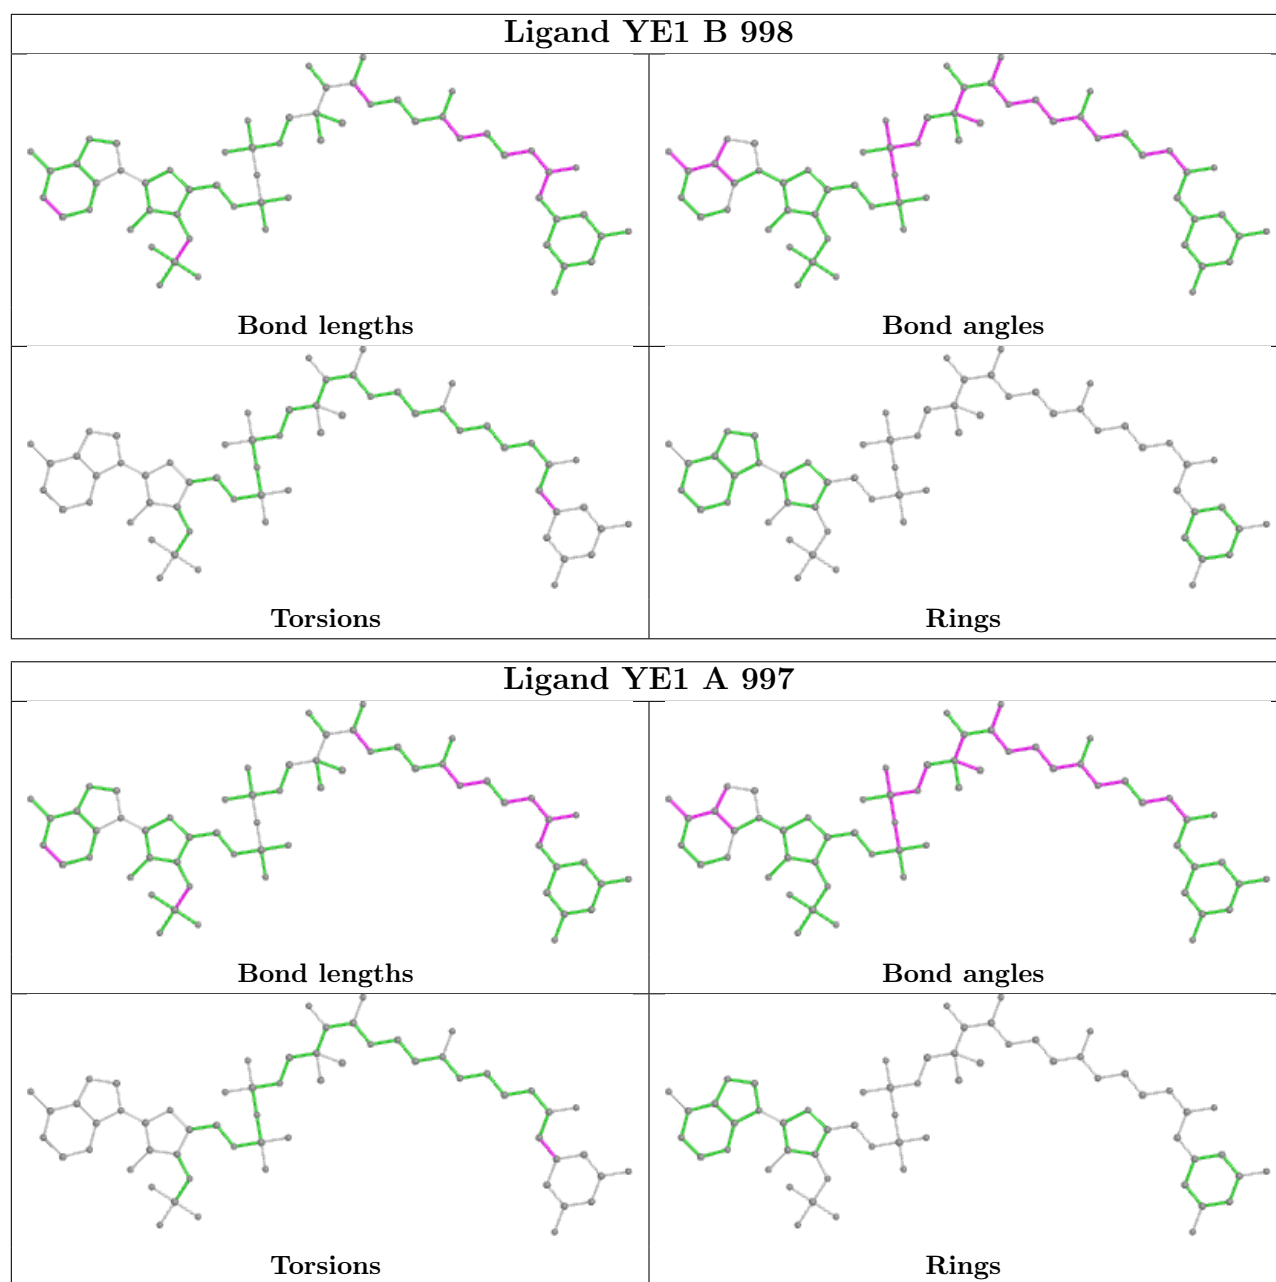 Ligand YE1 B 998
Bond lengths
Bond angles
Torsions
Rings
Ligand YE1 A 997
Bond lengths
Bond angles
Torsions
Rings